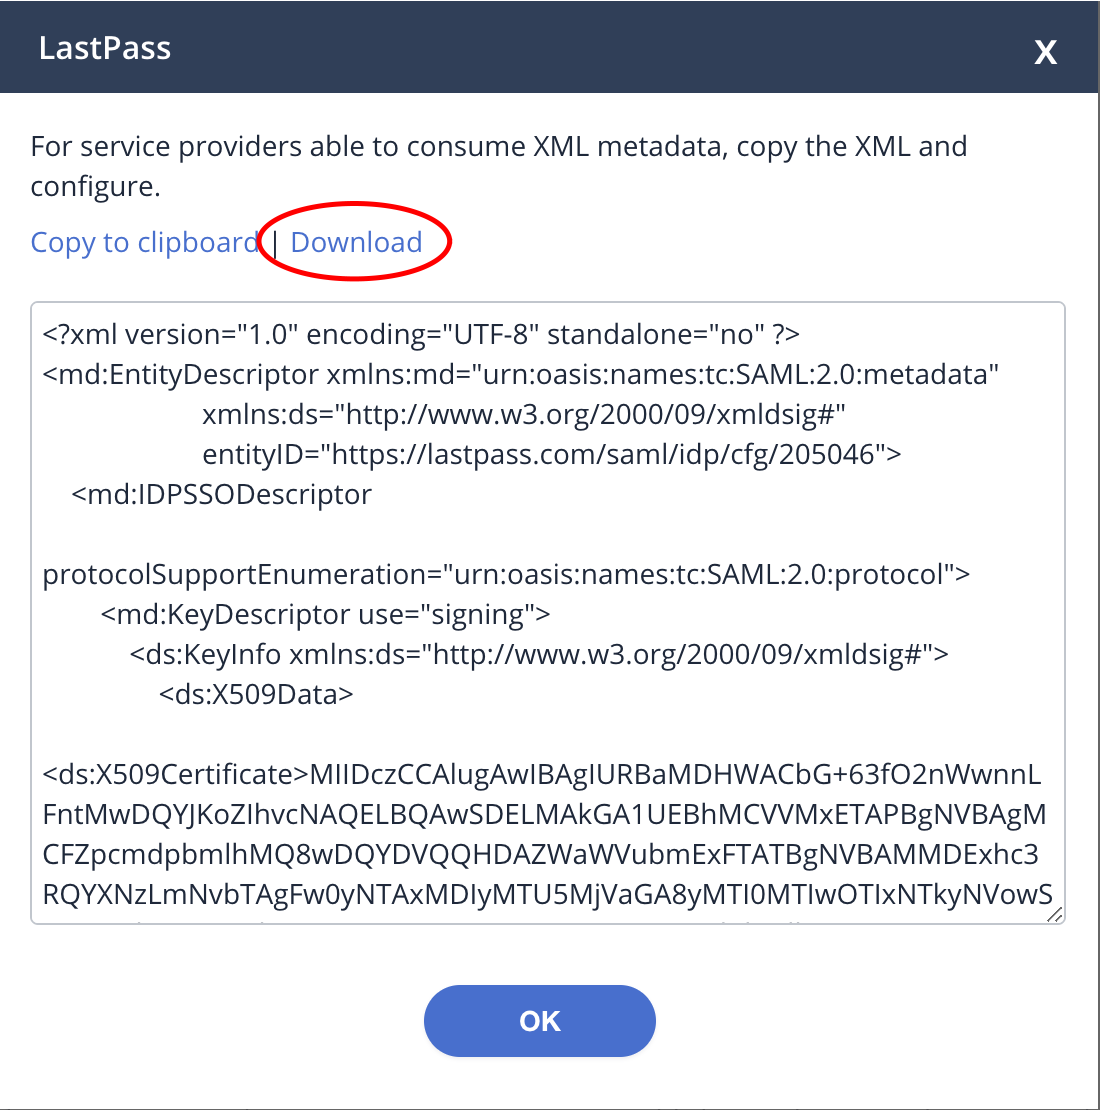 LastPass
X
For service providers able to consume XML metadata, copy the XML and
configure.
Copy to clipboard | Download
<?xml version="1.0" encoding="UTF-8" standalone="no" ?>
<md:EntityDescriptor xmlns:md="urn:oasis:names:tc:SAML:2.0:metadata"
xmlns:ds="http://www.w3.org/2000/09/xmldsig#"
entityID="https://lastpass.com/saml/idp/cfg/205046">
<md:IDPSSODescriptor
protocolSupportEnumeration="urn:oasis:names:tc:SAML:2.0:protocol">
<md:KeyDescriptor use="signing">
<ds:KeyInfo xmlns:ds="http://www.w3.org/2000/09/xmldsig#">
<ds:X509Data>
<ds:X509Certificate>MIIDczCCAlugAwIBAgIURBaMDHWACbG+63fO2nWwnnL
FntMwDQYJKoZIhvcNAQELBQAwSDELMAkGA1UEBhMCVVMxETAPBgNVBAgM
CFZpcmdpbmlhMQ8wDQYDVQQHDAZWaWVubmExFTATBgNVBAMMDExhc3
RQYXNzLmNvbTAgFw0yNTAxMDIyMTU5MjVaGA8yMTI0MTIwOTIxNTkyNVowS
OK